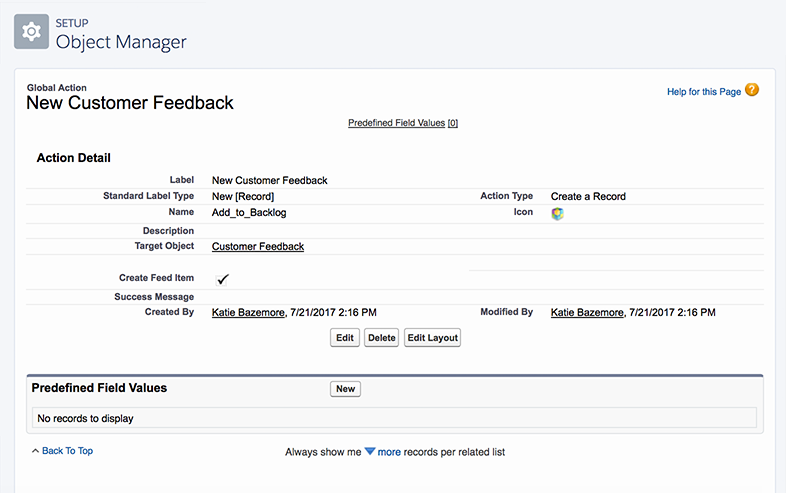 SETUP
Object Manager
Global Action
New Customer Feedback
Help for this Page ?
Predefined Field Values [0]
Action Detail
Label New Customer Feedback
Standard Label Type New [Record] Action Type Create a Record
Name Add_to_Backlog Icon
Description
Target Object Customer Feedback
Create Feed Item
Success Message
Created By Katie Bazemore, 7/21/2017 2:16 PM Modified By Katie Bazemore, 7/21/2017 2:16 PM
Edit Delete Edit Layout
Predefined Field Values New
No records to display
Back To Top Always show me more records per related list